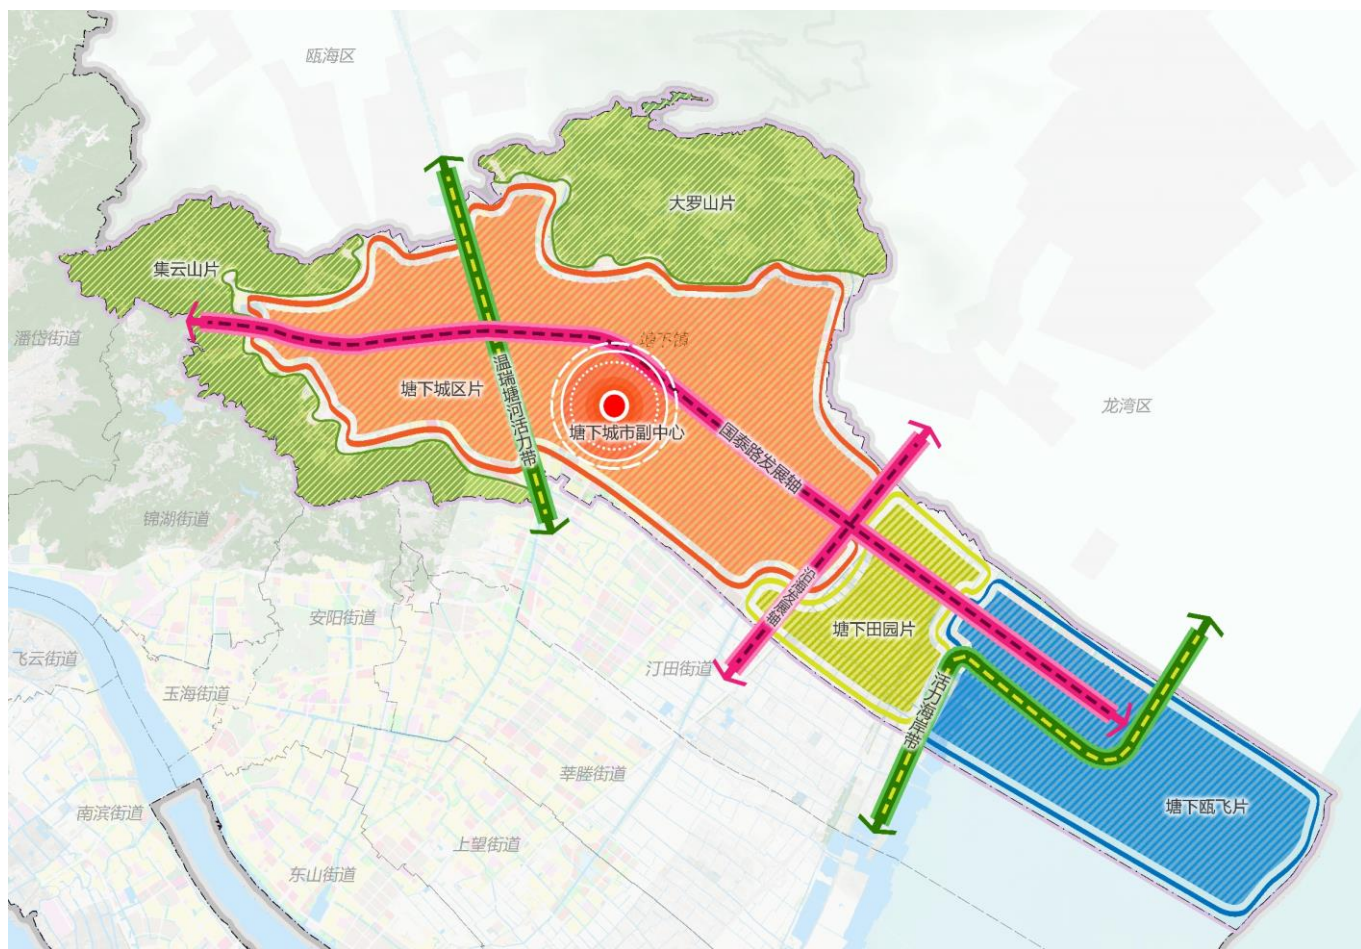 瓯海区
大罗山片
集云山片
潘岱街道
塘下镇
塘下城区片
温瑞塘河活力带
塘下城市副中心
龙湾区
国泰路发展轴
锦湖街道
沿海发展轴
安阳街道
塘下田园片
飞云街道
玉海街道
汀田街道
活力海岸带
莘塍街道
塘下瓯飞片
南滨街道
上望街道
东山街道